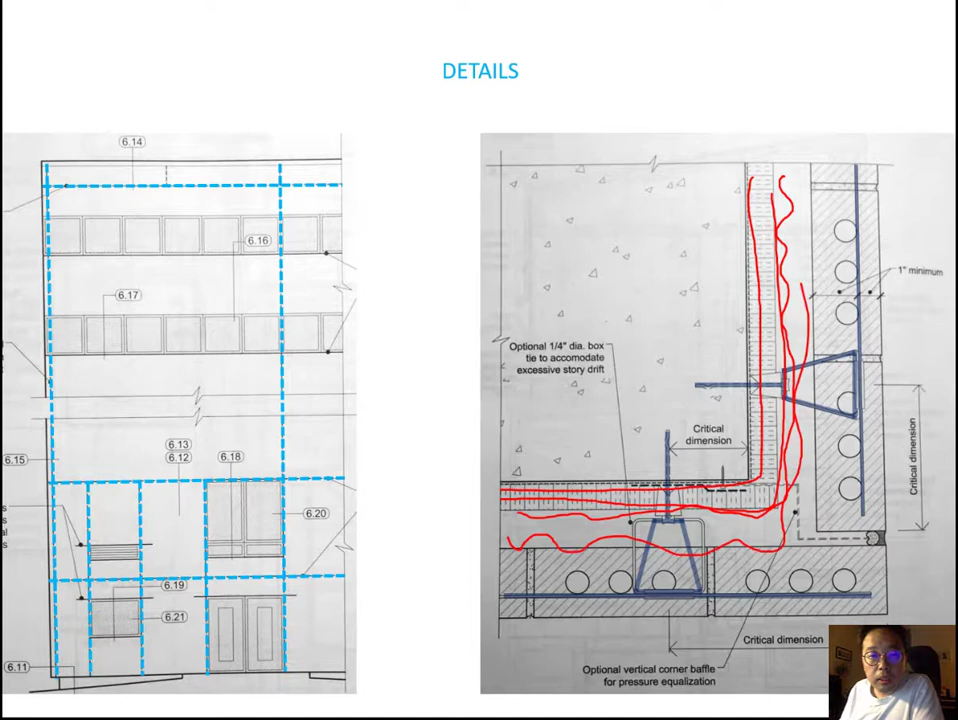 DETAILS
6.14
6.16
6.17
6.13
6.12
6.18
6.15
6.20
6.19
6.21
6.11
s
s
al
s
1" minimum
Optional 1/4" dia. box
tie to accomodate
excessive story drift
Critical
dimension
Critical dimension
Critical dimension
Optional vertical corner baffle
for pressure equalization